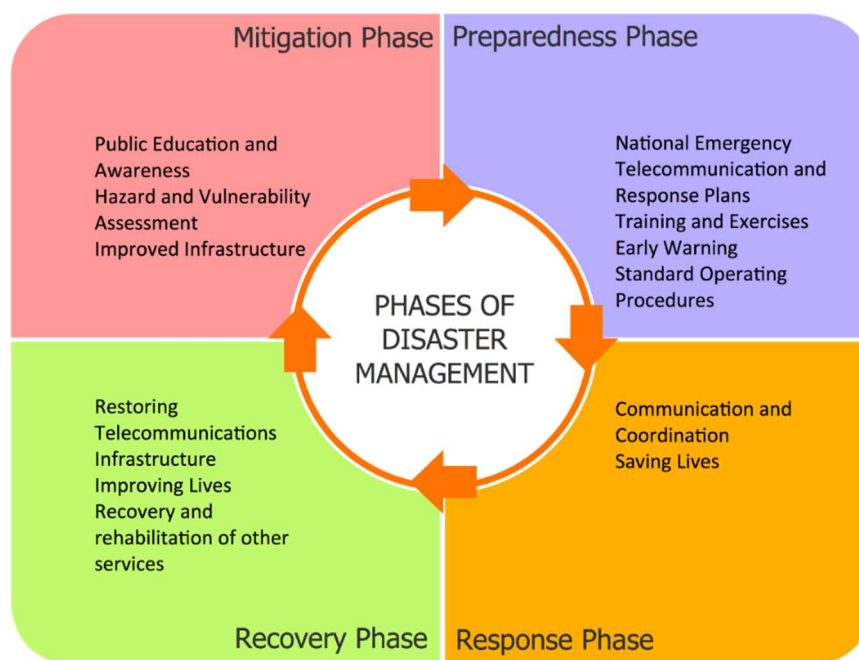 Mitigation Phase
Public Education and
Awareness
Hazard and Vulnerability
Assessment
Improved Infrastructure
Preparedness Phase
National Emergency
Telecommunication and
Response Plans
Training and Exercises
Early Warning
Standard Operating
Procedures
PHASES OF
DISASTER
MANAGEMENT
Restoring
Telecommunications
Infrastructure
Improving Lives
Recovery and
rehabilitation of other
services
Recovery Phase
Communication and
Coordination
Saving Lives
Response Phase